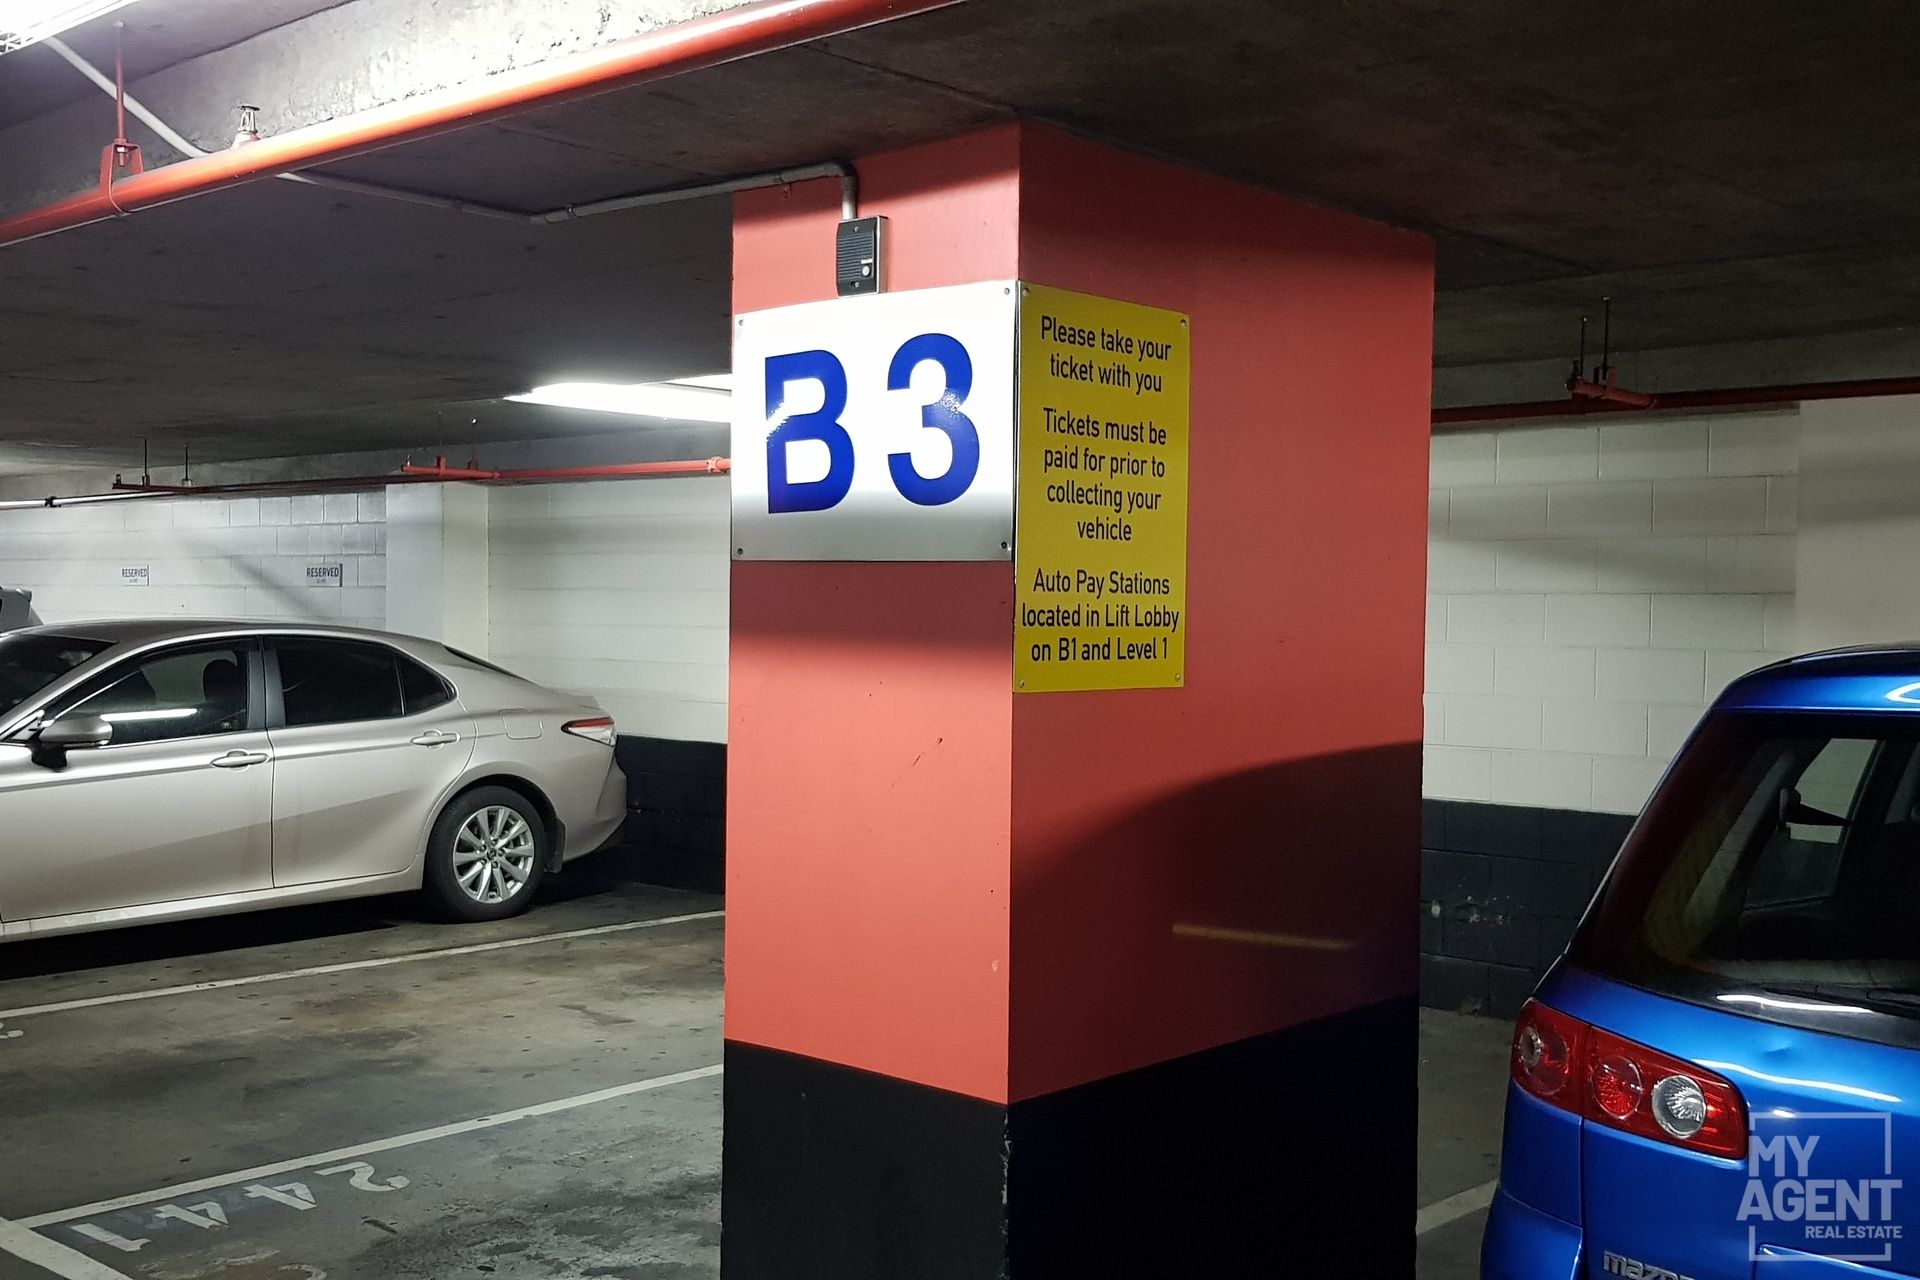 B3
Please take your
ticket with you
Tickets must be
paid for prior to
collecting your
vehicle
Auto Pay Stations
located in Lift Lobby
on B1 and Level 1
RESERVED
RESERVED
2441
MY
AGENT
REAL ESTATE